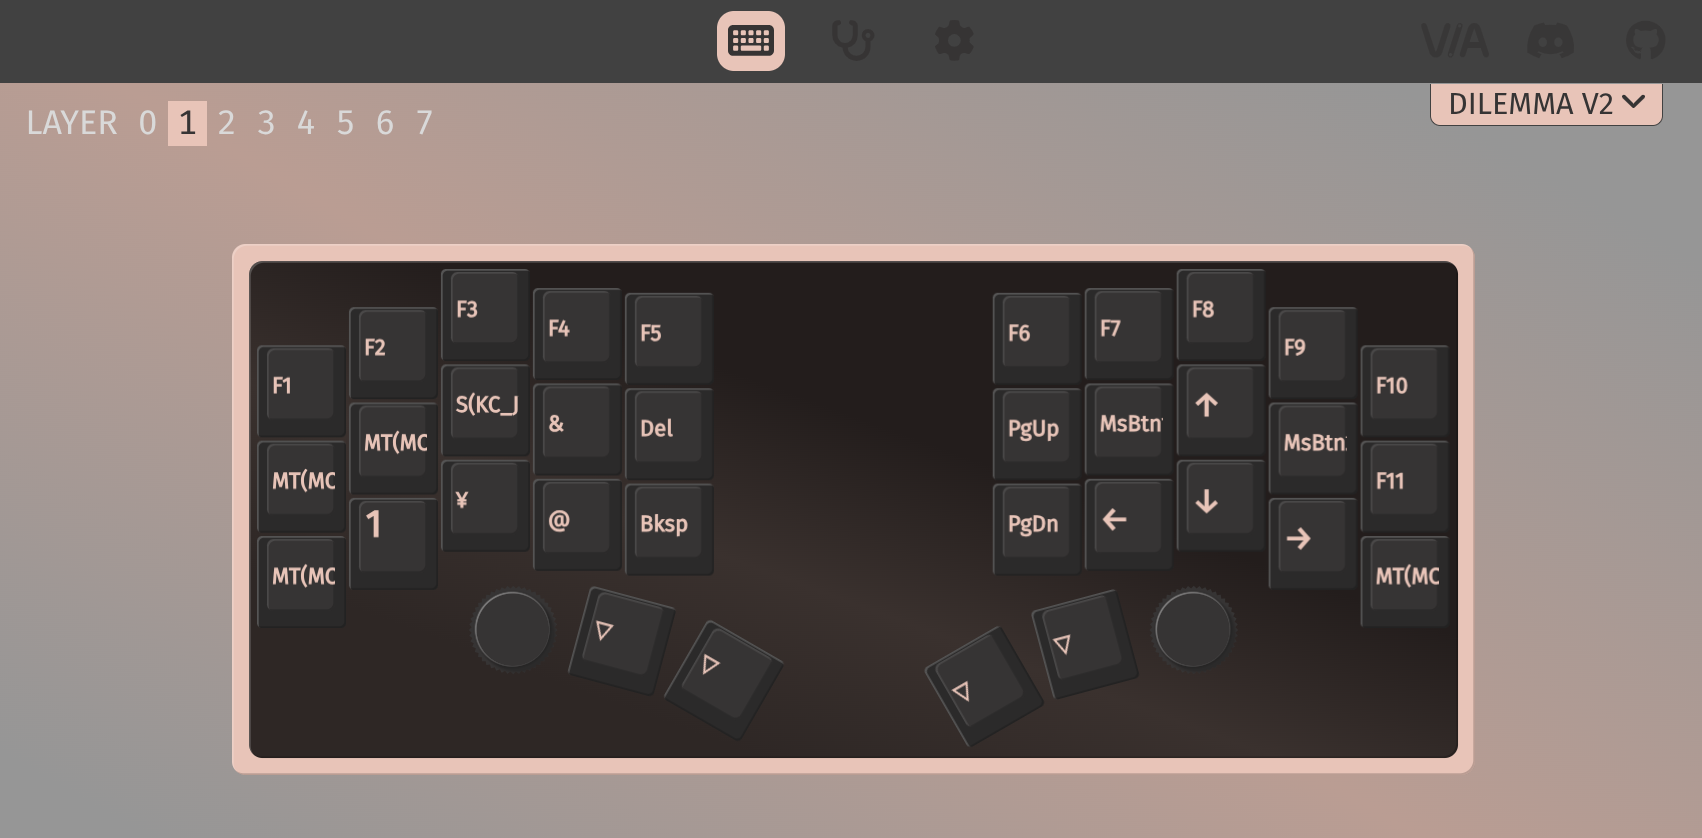 VIA
LAYER 0 1 2 3 4 5 6 7
DILEMMA V2
F1 F2 F3 F4 F5 F6 F7 F8 F9 F10
MT(MC MT(MC S(KC_J & Del PgUp MsBtn ↑ MsBtn F11
MT(MC 1 ¥ @ Bksp PgDn ← ↓ → MT(MC
▽ ▽ ▽ ▽